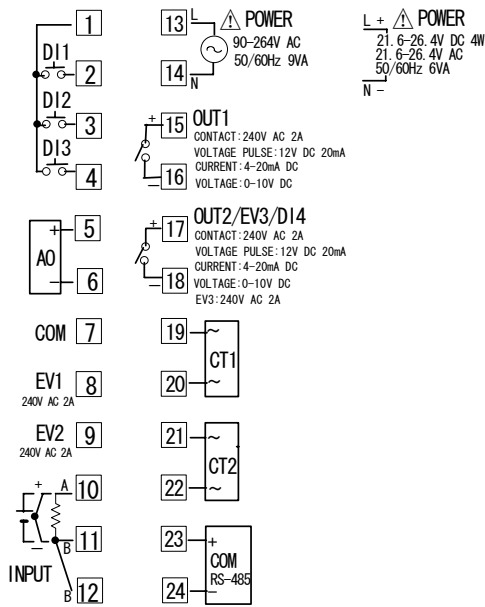 1
DI1
2
DI2
3
DI3
4
5
+
AO
−
6
COM 7
EV1 8
240V AC 2A
EV2 9
240V AC 2A
+ A 10
− B 11
INPUT
B 12
13 L ⚠ POWER
90-264V AC
50/60Hz 9VA
14 N
+ 15 OUT1
CONTACT:240V AC 2A
VOLTAGE PULSE:12V DC 20mA
CURRENT:4-20mA DC
− 16 VOLTAGE:0-10V DC
+ 17 OUT2/EV3/DI4
CONTACT:240V AC 2A
VOLTAGE PULSE:12V DC 20mA
CURRENT:4-20mA DC
− 18 VOLTAGE:0-10V DC
EV3:240V AC 2A
19 ~
CT1
20 ~
21 ~
CT2
22 ~
23 +
COM
RS-485
24 −
L + ⚠ POWER
21.6-26.4V DC 4W
21.6-26.4V AC
50/60Hz 6VA
N −